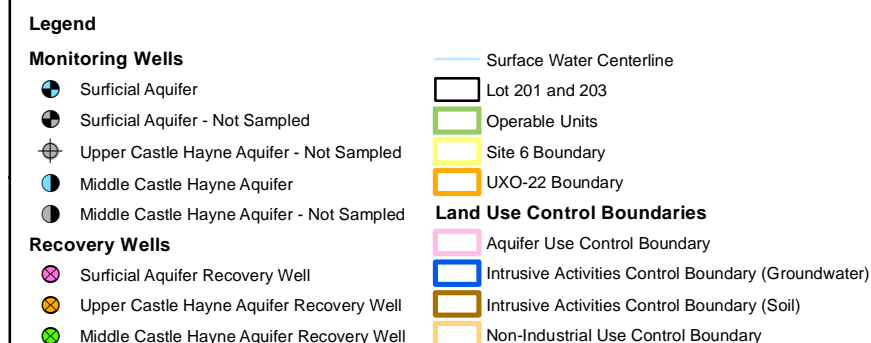 Legend
Monitoring Wells
Surficial Aquifer
Surficial Aquifer - Not Sampled
Upper Castle Hayne Aquifer - Not Sampled
Middle Castle Hayne Aquifer
Middle Castle Hayne Aquifer - Not Sampled
Recovery Wells
Surficial Aquifer Recovery Well
Upper Castle Hayne Aquifer Recovery Well
Middle Castle Hayne Aquifer Recovery Well
Surface Water Centerline
Lot 201 and 203
Operable Units
Site 6 Boundary
UXO-22 Boundary
Land Use Control Boundaries
Aquifer Use Control Boundary
Intrusive Activities Control Boundary (Groundwater)
Intrusive Activities Control Boundary (Soil)
Non-Industrial Use Control Boundary